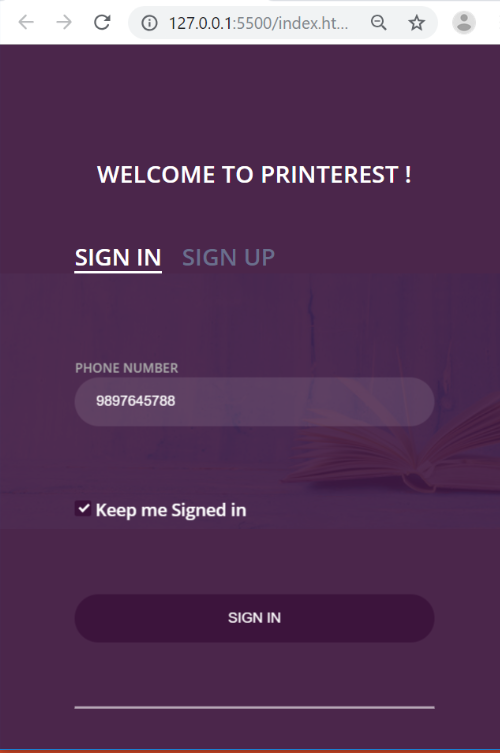 127.0.0.1:5500/index.ht...
WELCOME TO PRINTEREST !
SIGN IN SIGN UP
PHONE NUMBER
9897645788
Keep me Signed in
SIGN IN